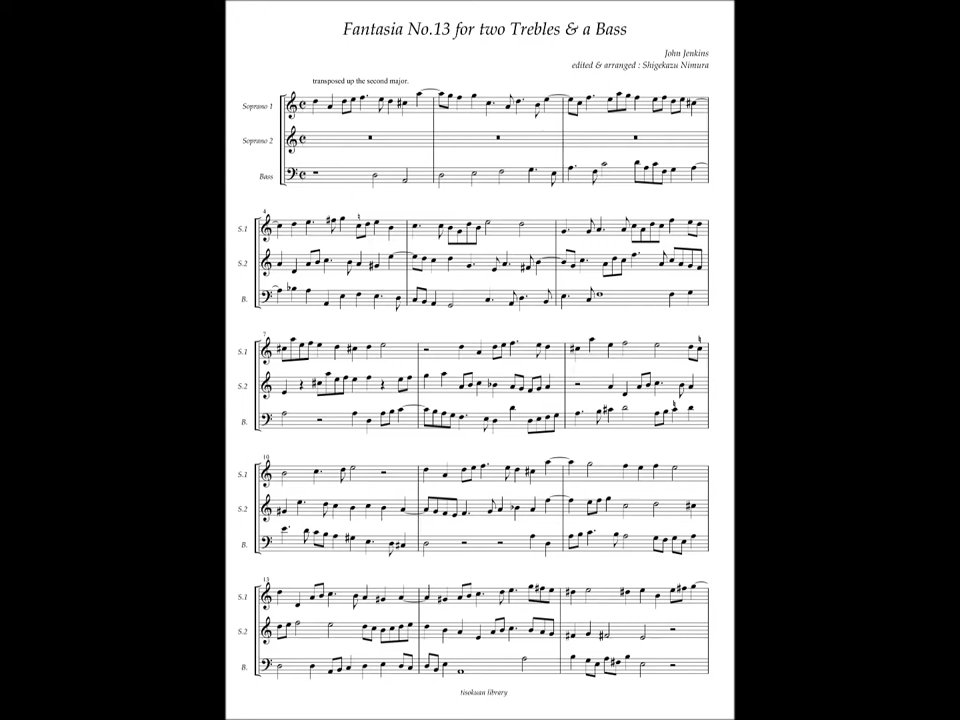 Fantasia No.13 for two Trebles & a Bass
John Jenkins
edited & arranged : Shigekazu Nimura
transposed up the second major.
Soprano 1
Soprano 2
Bass
4
S.1
S.2
B.
7
S.1
S.2
B.
10
S.1
S.2
B.
13
S.1
S.2
B.
tisokuan library